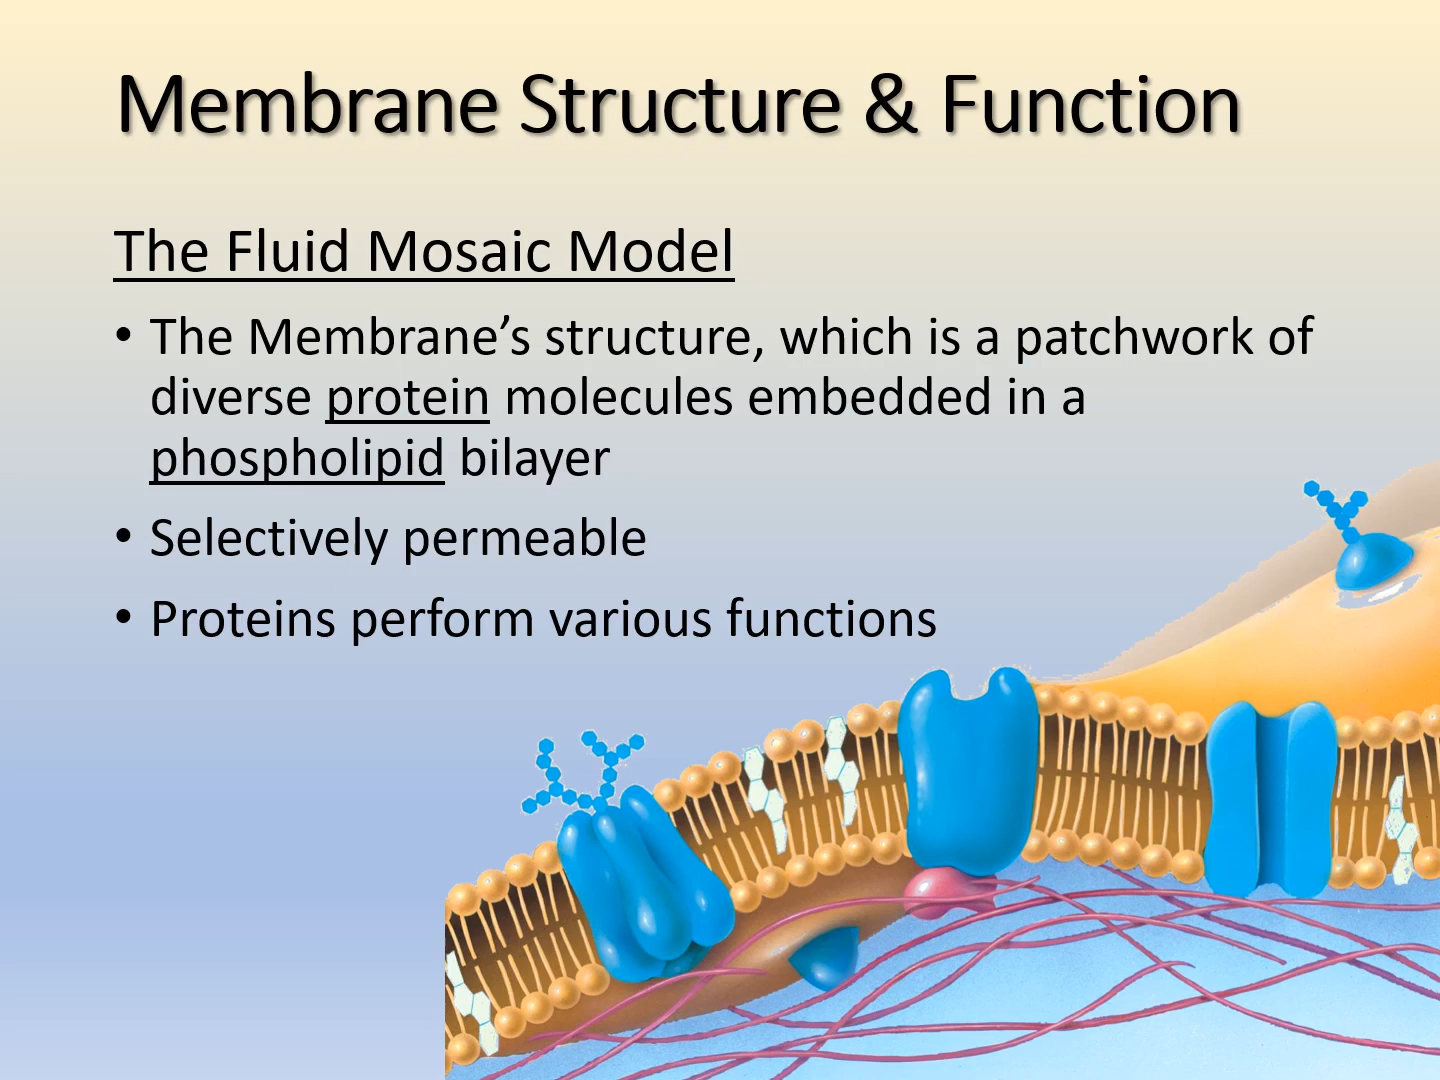 Membrane Structure & Function
The Fluid Mosaic Model
• The Membrane’s structure, which is a patchwork of
diverse protein molecules embedded in a
phospholipid bilayer
• Selectively permeable
• Proteins perform various functions